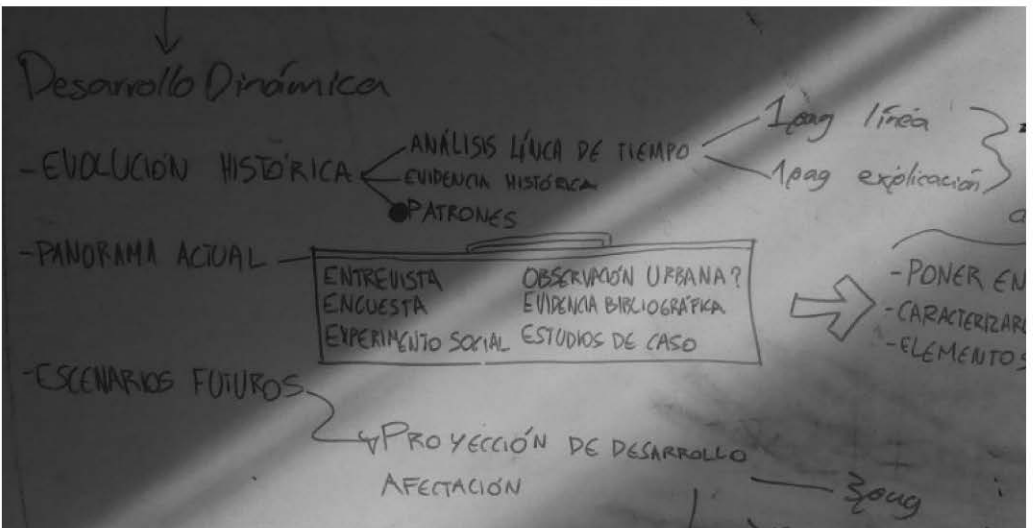 Desarrollo Dinámica
-EVOLUCIÓN HISTÓRICA
ANÁLISIS LÍNEA DE TIEMPO
EVIDENCIA HISTÓRICA
PATRONES
1pag línea
1pag explicación
-PANORAMA ACTUAL
ENTREVISTA OBSERVACIÓN URBANA?
ENCUESTA EVIDENCIA BIBLIOGRÁFICA
EXPERIMENTO SOCIAL ESTUDIOS DE CASO
-PONER EN
-CARACTERIZAR
-ELEMENTOS
-ESCENARIOS FUTUROS
PROYECCIÓN DE DESARROLLO
AFECTACIÓN
3pag